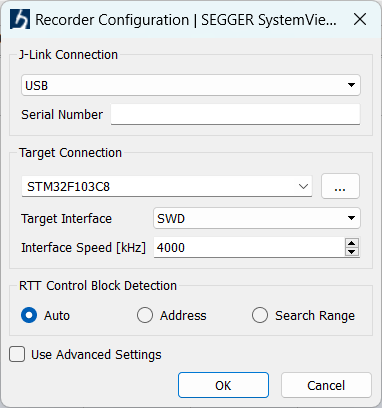 Recorder Configuration | SEGGER SystemVie...
J-Link Connection
USB
Serial Number
Target Connection
STM32F103C8
...
Target Interface
SWD
Interface Speed [kHz]
4000
RTT Control Block Detection
Auto
Address
Search Range
Use Advanced Settings
OK
Cancel